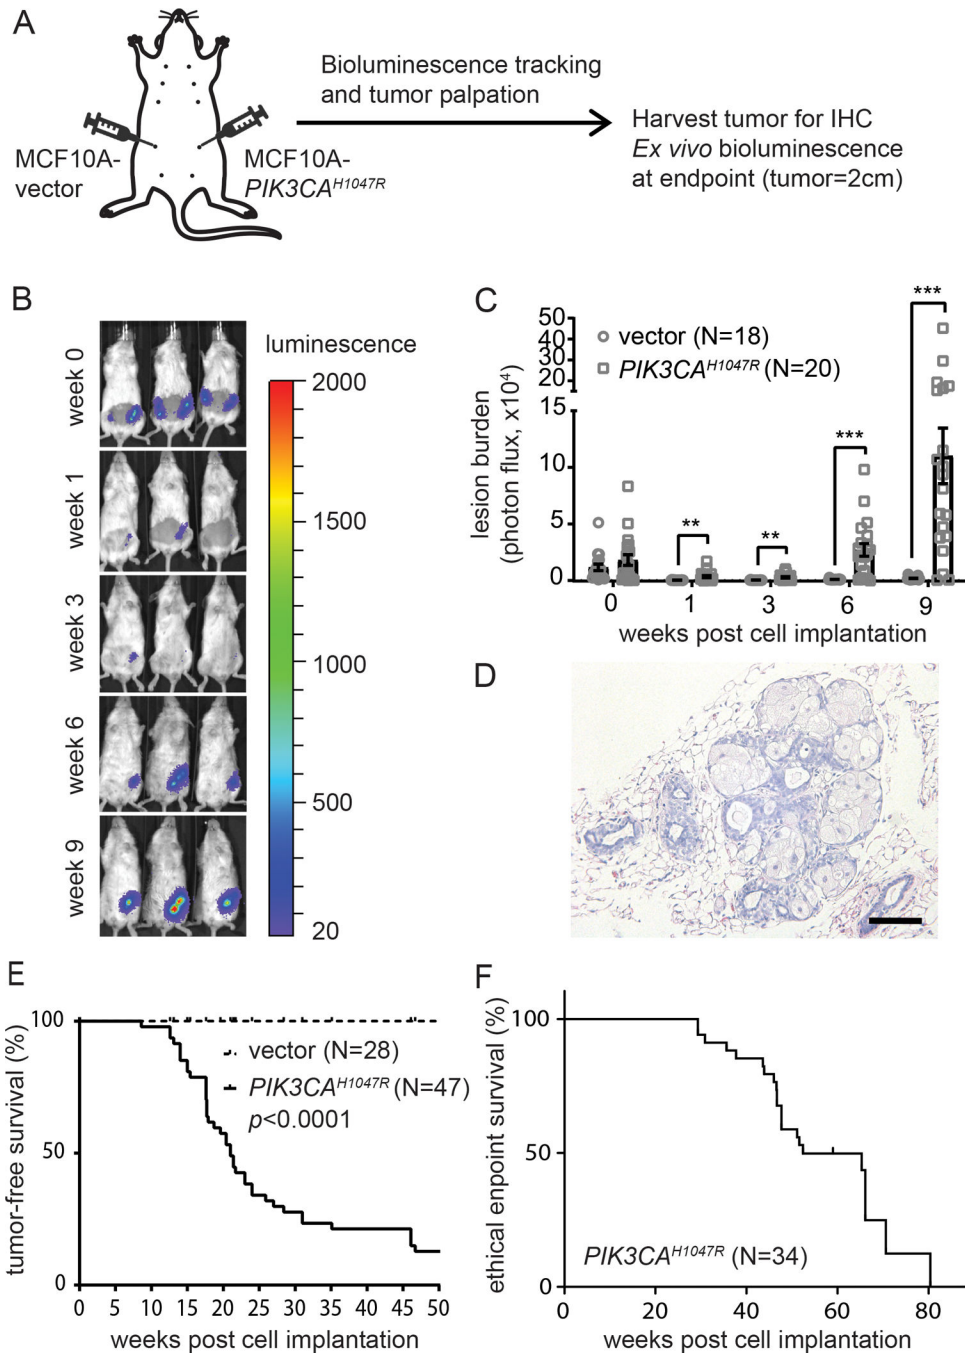 A
MCF10A-
vector
MCF10A-
PIK3CA^H1047R
Bioluminescence tracking
and tumor palpation
Harvest tumor for IHC
Ex vivo bioluminescence
at endpoint (tumor=2cm)
B
week 0
week 1
week 3
week 6
week 9
luminescence
2000
1500
1000
500
20
C
lesion burden
(photon flux, x10⁴)
50
40
30
20
15
10
5
0
vector (N=18)
PIK3CA^H1047R (N=20)
**
**
***
***
0 1 3 6 9
weeks post cell implantation
D
E
tumor-free survival (%)
100
50
0
vector (N=28)
PIK3CA^H1047R (N=47)
p<0.0001
0 5 10 15 20 25 30 35 40 45 50
weeks post cell implantation
F
ethical enpoint survival (%)
100
50
0
PIK3CA^H1047R (N=34)
0 20 40 60 80
weeks post cell implantation